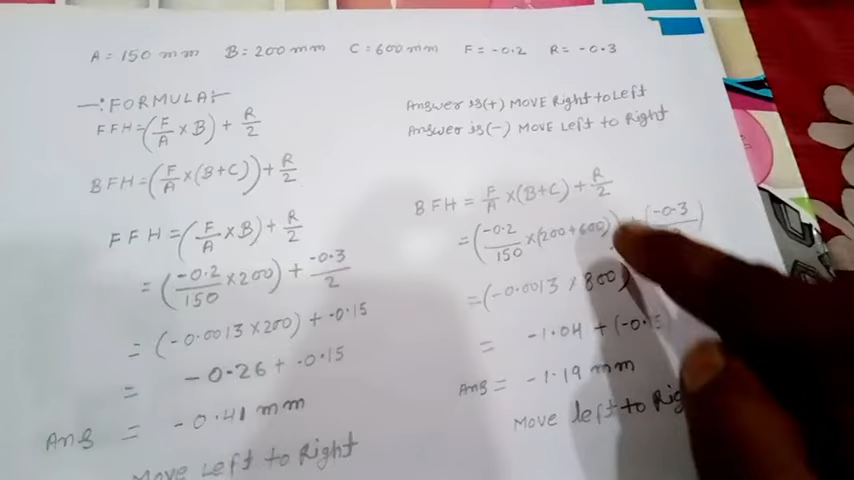 A = 150 mm B = 200 mm C = 600 mm F = -0.2 R = -0.3
—: FORMULA :—
FFH = (F/A × B) + R/2
BFH = (F/A × (B+C)) + R/2
FFH = (F/A × B) + R/2
= (-0.2/150 × 200) + -0.3/2
= (-0.0013 × 200) + -0.15
= -0.26 + -0.15
Ans = -0.41 mm
Move Left to Right
Answer is (+) MOVE Right to Left
Answer is (-) MOVE Left to Right
BFH = F/A × (B+C) + R/2
= (-0.2/150 × (200+600)) + (-0.3
= (-0.0013 × 800)
= -1.04 + (-0.15
Ans = -1.19 mm
Move left to Rig